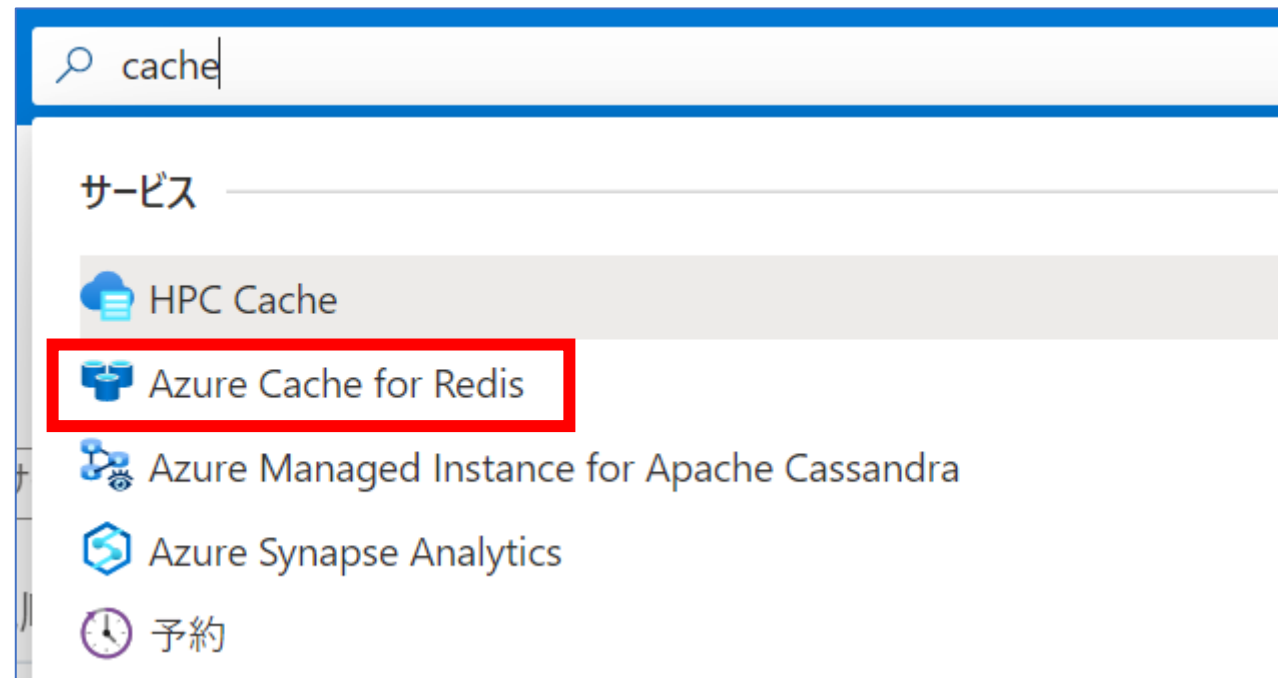 cache
サービス
HPC Cache
Azure Cache for Redis
Azure Managed Instance for Apache Cassandra
Azure Synapse Analytics
予約